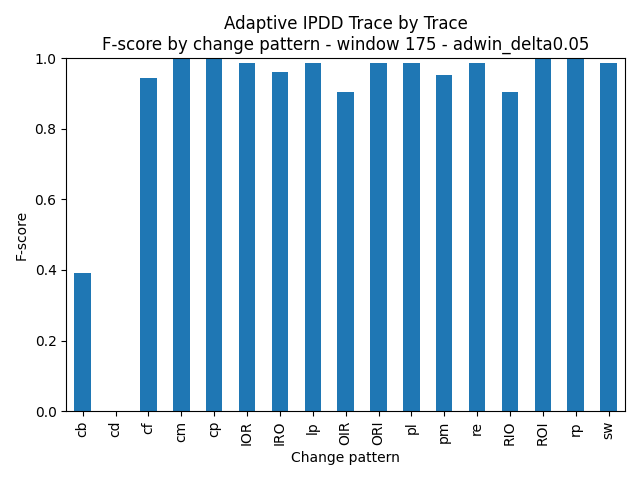 Adaptive IPDD Trace by Trace
F-score by change pattern - window 175 - adwin_delta0.05
1.0
0.8
0.6
0.4
0.2
0.0
F-score
cb
cd
cf
cm
cp
IOR
IRO
lp
OIR
ORI
pl
pm
re
RIO
ROI
rp
sw
Change pattern